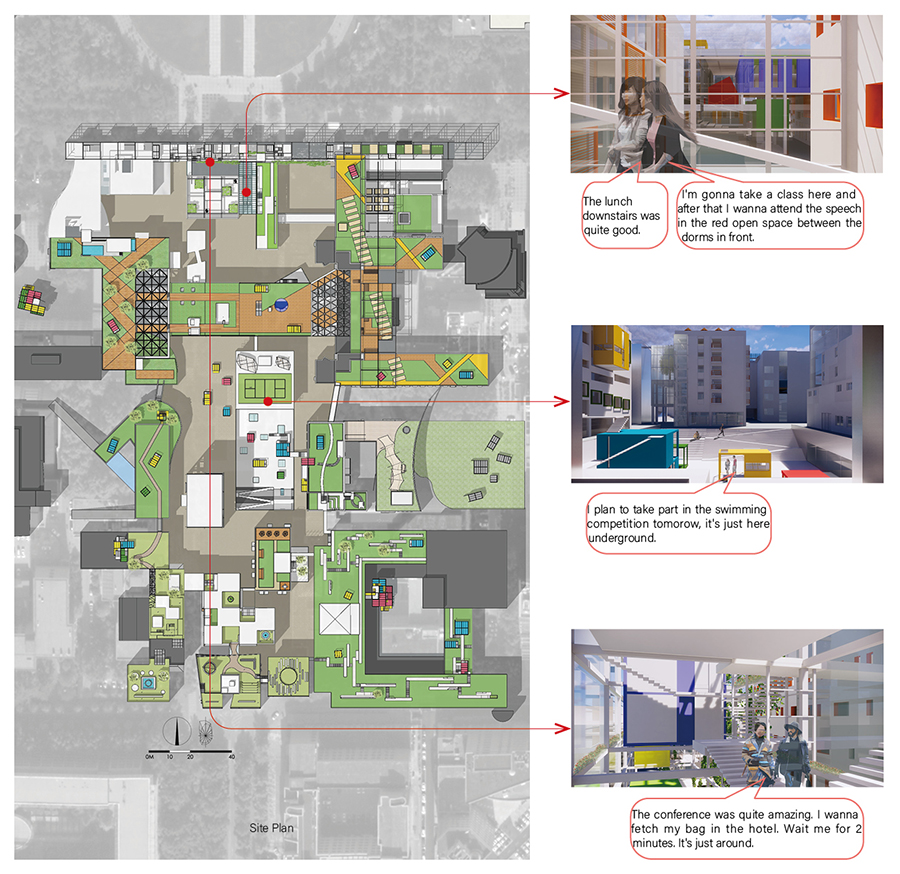 The lunch
downstairs was
quite good.
I'm gonna take a class here and
after that I wanna attend the speech
in the red open space between the
dorms in front.
I plan to take part in the swimming
competition tomorow, it's just here
underground.
The conference was quite amazing. I wanna
fetch my bag in the hotel. Wait me for 2
minutes. It's just around.
0M 10 20 40
Site Plan